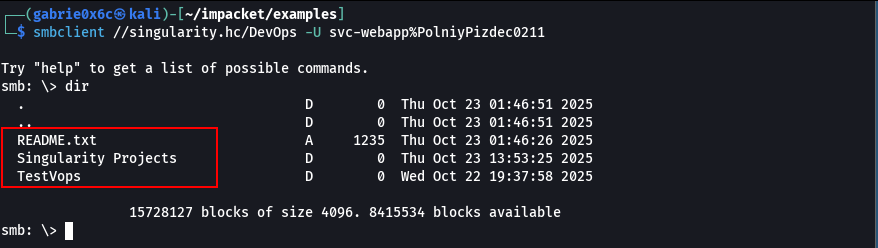 ┌──(gabrie0x6c㉿kali)-[~/impacket/examples]
└─$ smbclient //singularity.hc/DevOps -U svc-webapp%PolniyPizdec0211
Try "help" to get a list of possible commands.
smb: \> dir
  .                                   D        0  Thu Oct 23 01:46:51 2025
  ..                                  D        0  Thu Oct 23 01:46:51 2025
  README.txt                          A     1235  Thu Oct 23 01:46:26 2025
  Singularity Projects                D        0  Thu Oct 23 13:53:25 2025
  TestVops                            D        0  Wed Oct 22 19:37:58 2025
                15728127 blocks of size 4096. 8415534 blocks available
smb: \>